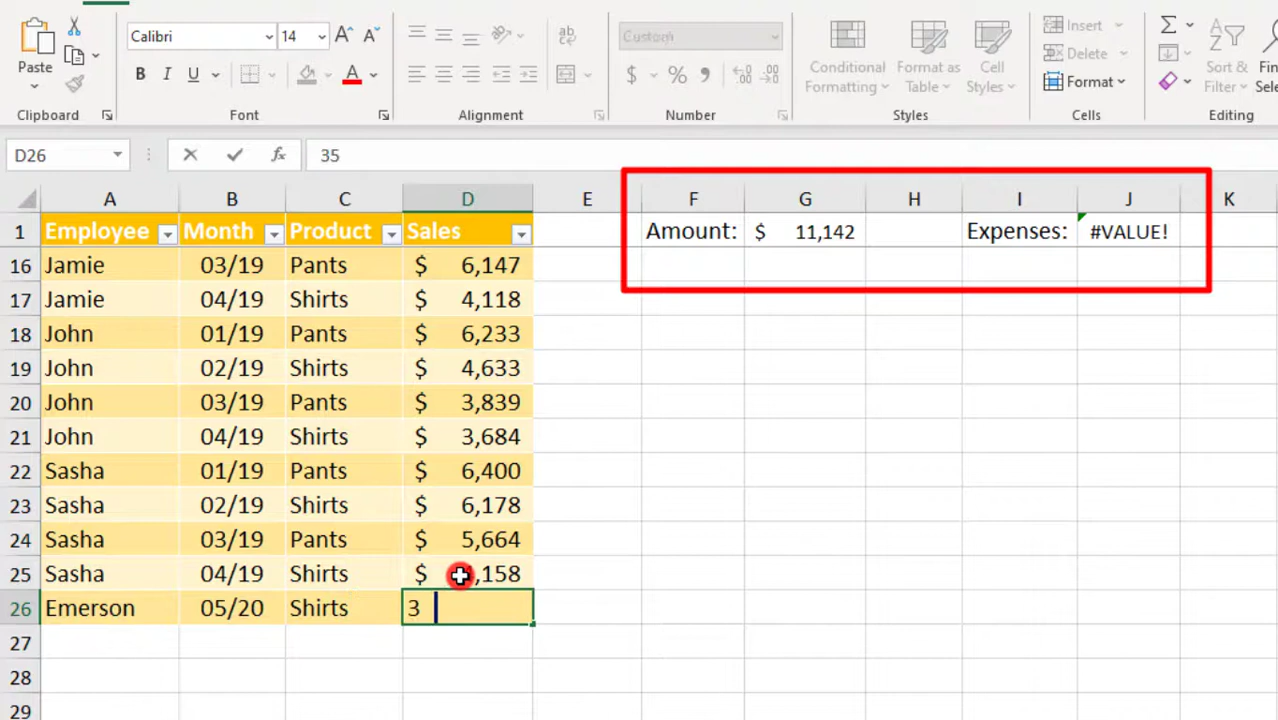 Calibri 14 Custom Insert
Paste B I U A $ % Conditional Formatting Format as Table Cell Styles Delete Sort & Filter
Format
Clipboard Font Alignment Number Styles Cells Editing
D26 fx 35
A B C D E F G H I J K
1 Employee Month Product Sales Amount: $ 11,142 Expenses: #VALUE!
16 Jamie 03/19 Pants $ 6,147
17 Jamie 04/19 Shirts $ 4,118
18 John 01/19 Pants $ 6,233
19 John 02/19 Shirts $ 4,633
20 John 03/19 Pants $ 3,839
21 John 04/19 Shirts $ 3,684
22 Sasha 01/19 Pants $ 6,400
23 Sasha 02/19 Shirts $ 6,178
24 Sasha 03/19 Pants $ 5,664
25 Sasha 04/19 Shirts $ ,158
26 Emerson 05/20 Shirts 3
27
28
29